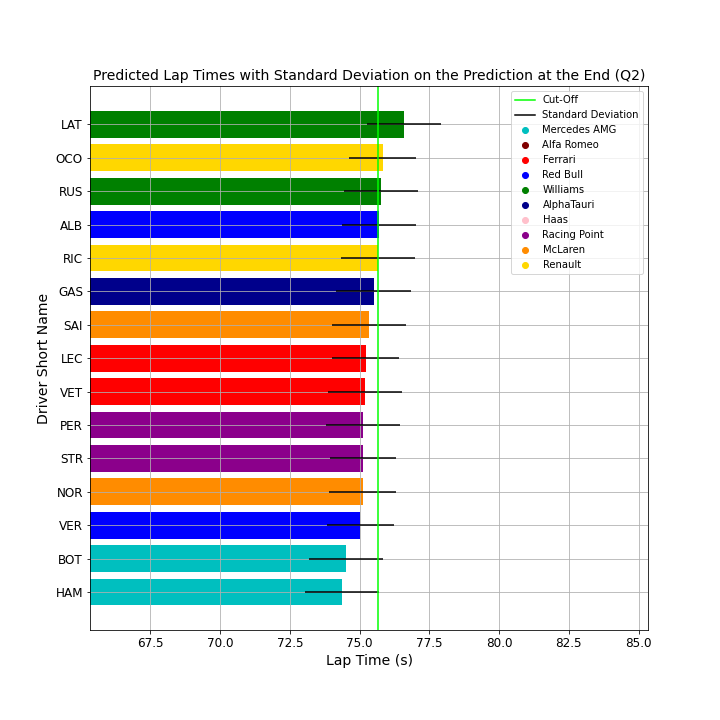 Predicted Lap Times with Standard Deviation on the Prediction at the End (Q2)
Cut-Off
Standard Deviation
Mercedes AMG
Alfa Romeo
Ferrari
Red Bull
Williams
AlphaTauri
Haas
Racing Point
McLaren
Renault
Driver Short Name
LAT
OCO
RUS
ALB
RIC
GAS
SAI
LEC
VET
PER
STR
NOR
VER
BOT
HAM
67.5 70.0 72.5 75.0 77.5 80.0 82.5 85.0
Lap Time (s)